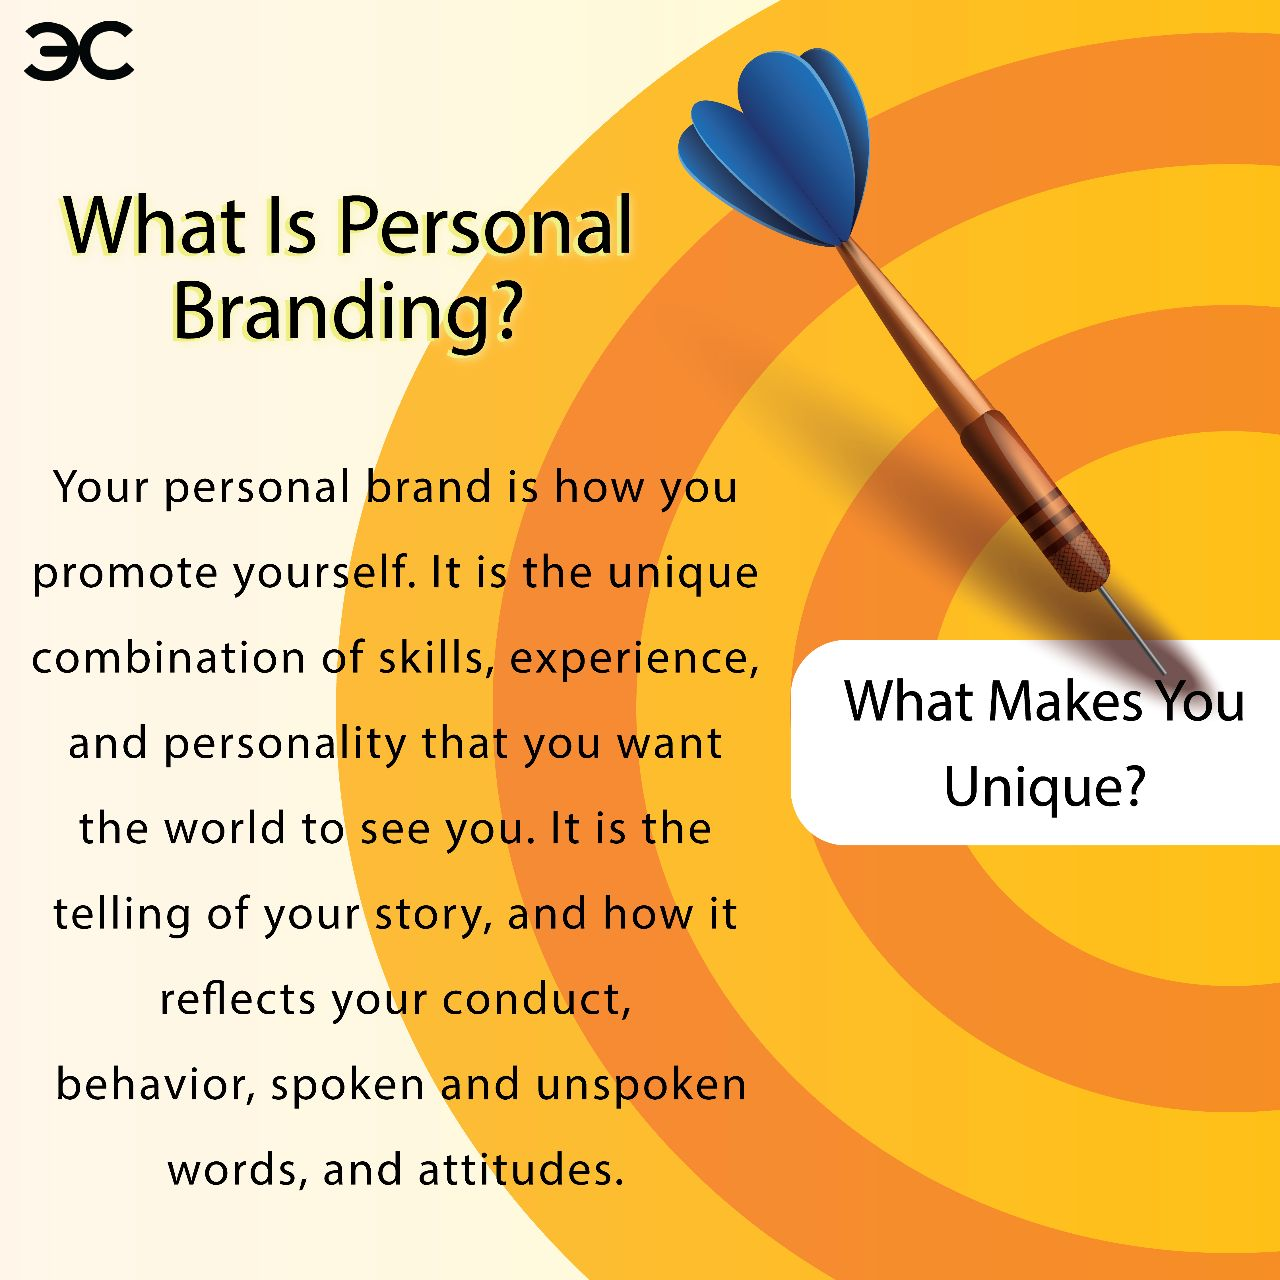 ЭC
What Is Personal
Branding?
Your personal brand is how you
promote yourself. It is the unique
combination of skills, experience,
and personality that you want
the world to see you. It is the
telling of your story, and how it
reflects your conduct,
behavior, spoken and unspoken
words, and attitudes.
What Makes You
Unique?